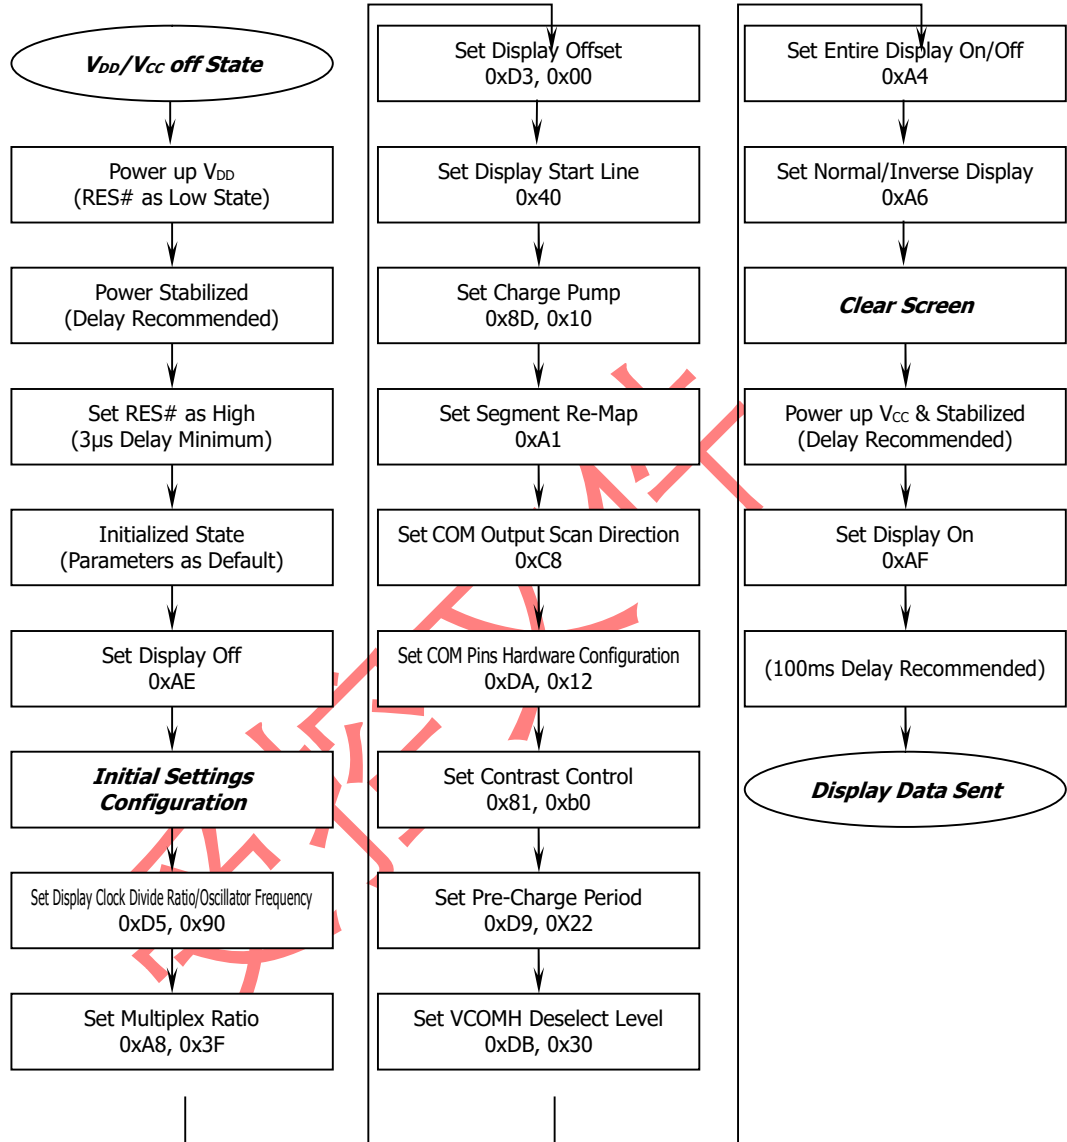 VDD/VCC off State
Power up VDD
(RES# as Low State)
Power Stabilized
(Delay Recommended)
Set RES# as High
(3μs Delay Minimum)
Initialized State
(Parameters as Default)
Set Display Off
0xAE
Initial Settings
Configuration
Set Display Clock Divide Ratio/Oscillator Frequency
0xD5, 0x90
Set Multiplex Ratio
0xA8, 0x3F
Set Display Offset
0xD3, 0x00
Set Display Start Line
0x40
Set Charge Pump
0x8D, 0x10
Set Segment Re-Map
0xA1
Set COM Output Scan Direction
0xC8
Set COM Pins Hardware Configuration
0xDA, 0x12
Set Contrast Control
0x81, 0xb0
Set Pre-Charge Period
0xD9, 0X22
Set VCOMH Deselect Level
0xDB, 0x30
Set Entire Display On/Off
0xA4
Set Normal/Inverse Display
0xA6
Clear Screen
Power up VCC & Stabilized
(Delay Recommended)
Set Display On
0xAF
(100ms Delay Recommended)
Display Data Sent